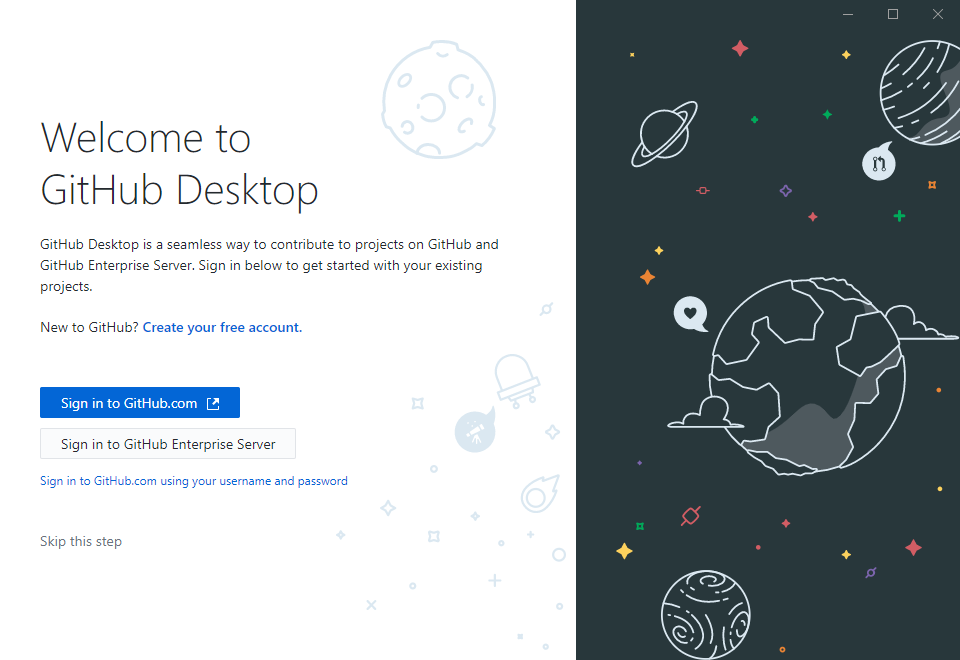 Welcome to
GitHub Desktop
GitHub Desktop is a seamless way to contribute to projects on GitHub and
GitHub Enterprise Server. Sign in below to get started with your existing
projects.
New to GitHub? Create your free account.
Sign in to GitHub.com
Sign in to GitHub Enterprise Server
Sign in to GitHub.com using your username and password
Skip this step